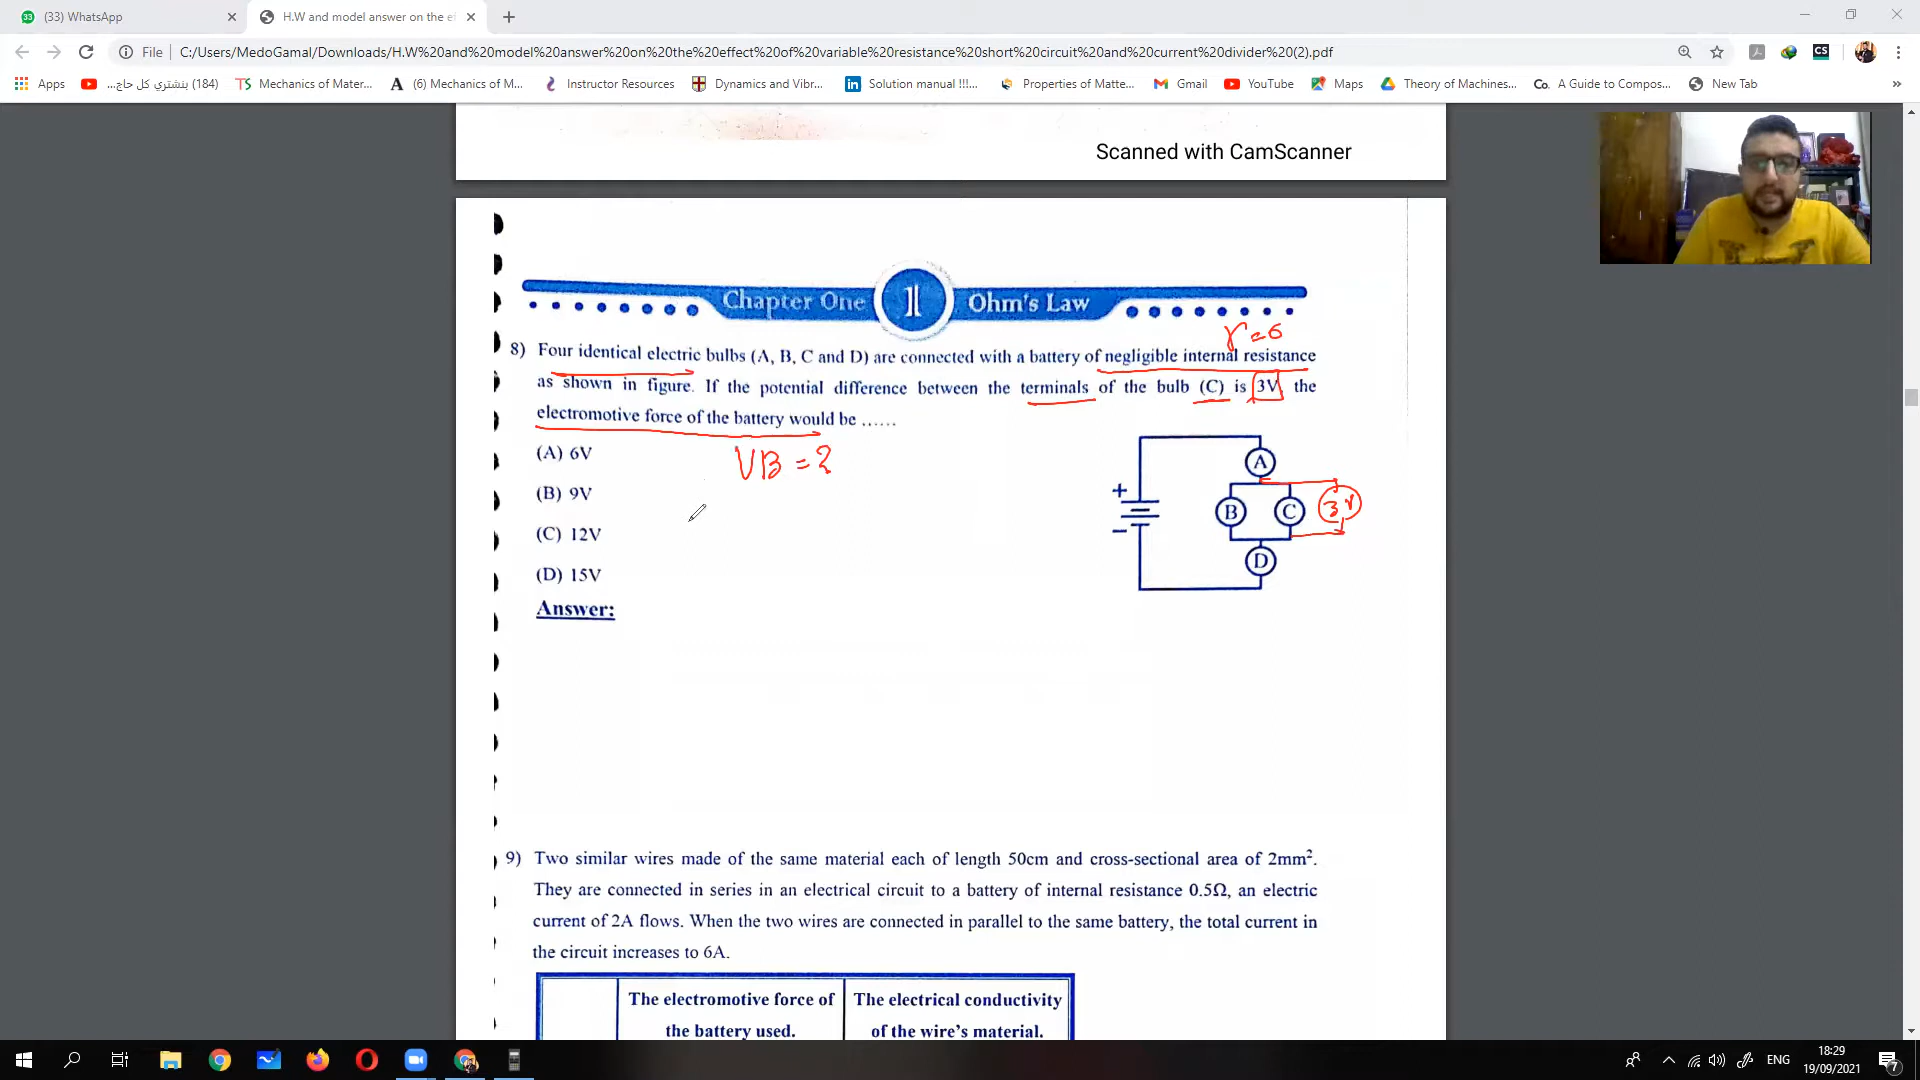 (33) WhatsApp
H.W and model answer on the ef
File
C:/Users/MedoGamal/Downloads/H.W%20and%20model%20answer%20on%20the%20effect%20of%20variable%20resistance%20short%20circuit%20and%20current%20divider%20(2).pdf
Apps
(184) بنشتري كل حاج...
Mechanics of Mater...
(6) Mechanics of M...
Instructor Resources
Dynamics and Vibr...
Solution manual !!!...
Properties of Matte...
Gmail
YouTube
Maps
Theory of Machines...
A Guide to Compos...
New Tab
»
Scanned with CamScanner
Chapter One 1 Ohm's Law
8) Four identical electric bulbs (A, B, C and D) are connected with a battery of negligible internal resistance
as shown in figure. If the potential difference between the terminals of the bulb (C) is 3V the
electromotive force of the battery would be ......
VB = ?
(A) 6V
(B) 9V
(C) 12V
(D) 15V
A
B
C
3V
D
+
−
Answer:
9) Two similar wires made of the same material each of length 50cm and cross-sectional area of 2mm².
They are connected in series in an electrical circuit to a battery of internal resistance 0.5Ω, an electric
current of 2A flows. When the two wires are connected in parallel to the same battery, the total current in
the circuit increases to 6A.
The electromotive force of
the battery used.
The electrical conductivity
of the wire's material.
ENG
18:29
19/09/2021
7